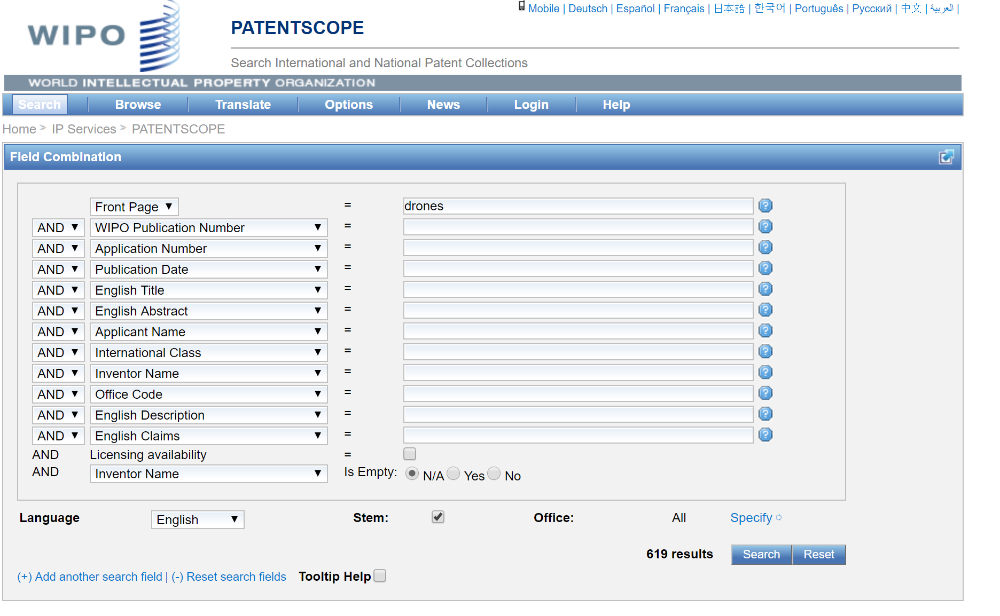 Mobile | Deutsch | Español | Français | 日本語 | 한국어 | Português | Русский | 中文 | العربية |
WIPO
PATENTSCOPE
Search International and National Patent Collections
WORLD INTELLECTUAL PROPERTY ORGANIZATION
Search Browse Translate Options News Login Help
Home > IP Services > PATENTSCOPE
Field Combination
Front Page ▼ = drones ?
AND ▼ WIPO Publication Number ▼ = ?
AND ▼ Application Number ▼ = ?
AND ▼ Publication Date ▼ = ?
AND ▼ English Title ▼ = ?
AND ▼ English Abstract ▼ = ?
AND ▼ Applicant Name ▼ = ?
AND ▼ International Class ▼ = ?
AND ▼ Inventor Name ▼ = ?
AND ▼ Office Code ▼ = ?
AND ▼ English Description ▼ = ?
AND ▼ English Claims ▼ = ?
AND Licensing availability =
AND Inventor Name ▼ Is Empty: N/A Yes No
Language English ▼ Stem: Office: All Specify ⇨
619 results Search Reset
(+) Add another search field | (-) Reset search fields Tooltip Help